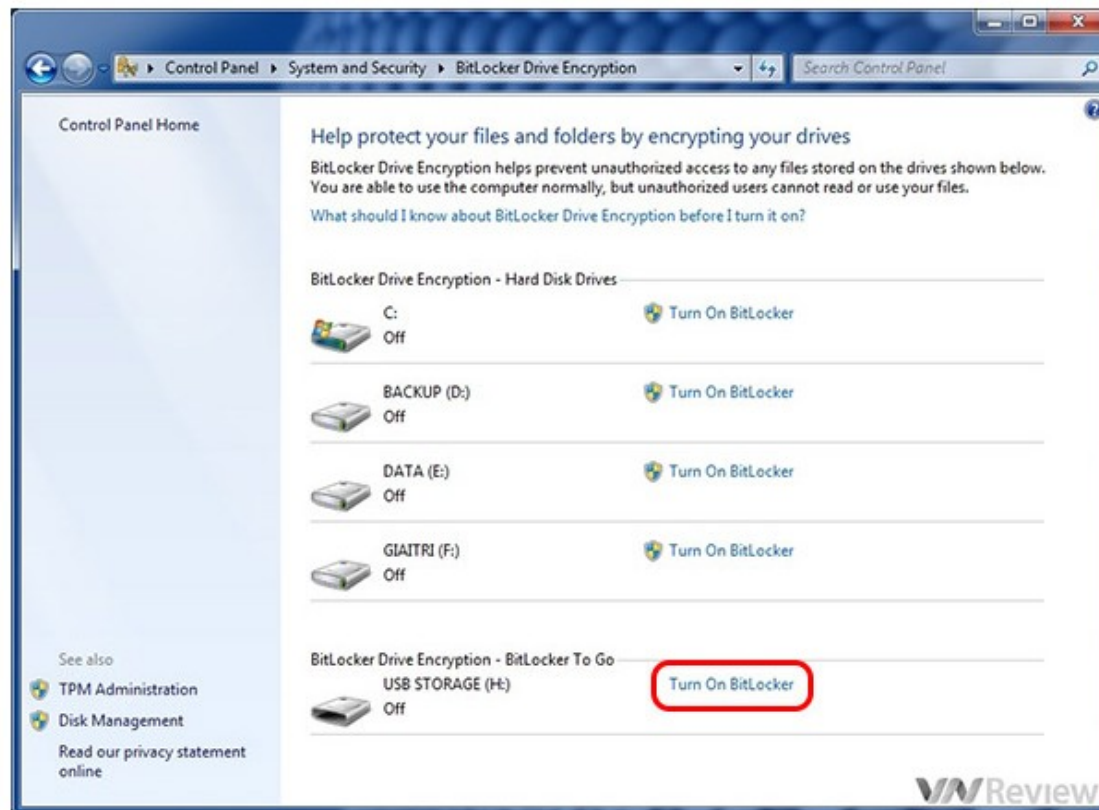 Control Panel ▸ System and Security ▸ BitLocker Drive Encryption
Search Control Panel
Control Panel Home
Help protect your files and folders by encrypting your drives
BitLocker Drive Encryption helps prevent unauthorized access to any files stored on the drives shown below.
You are able to use the computer normally, but unauthorized users cannot read or use your files.
What should I know about BitLocker Drive Encryption before I turn it on?
BitLocker Drive Encryption - Hard Disk Drives
C:
Off
Turn On BitLocker
BACKUP (D:)
Off
Turn On BitLocker
DATA (E:)
Off
Turn On BitLocker
GIAITRI (F:)
Off
Turn On BitLocker
BitLocker Drive Encryption - BitLocker To Go
USB STORAGE (H:)
Off
Turn On BitLocker
See also
TPM Administration
Disk Management
Read our privacy statement
online
VNReview